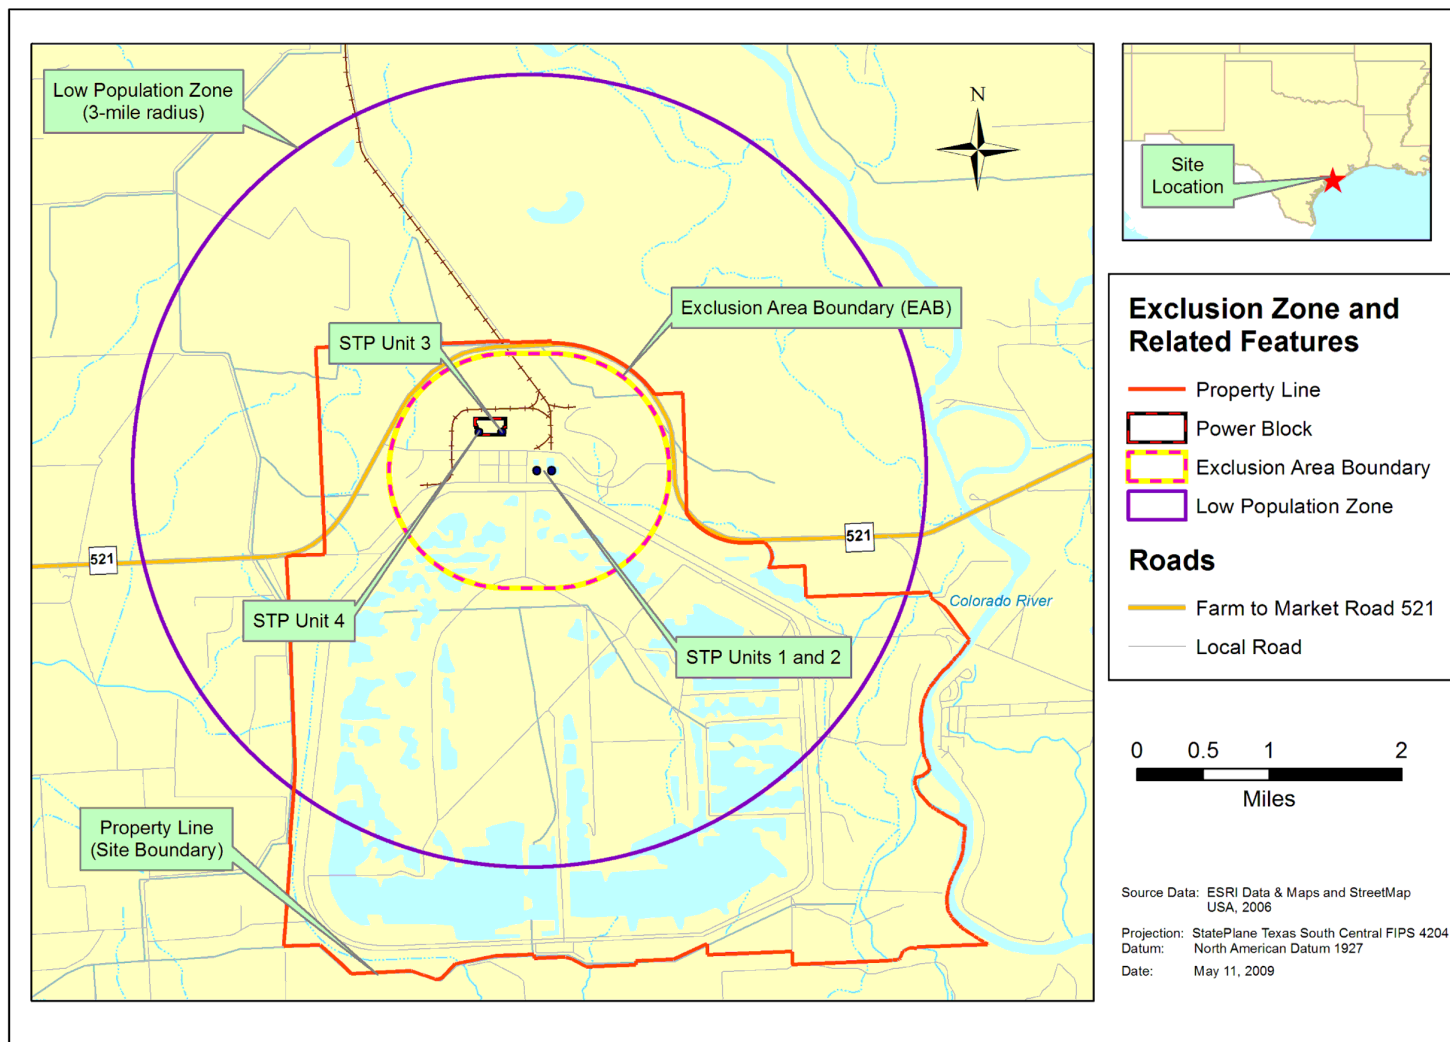 Low Population Zone
(3-mile radius)
N
Site
Location
Exclusion Area Boundary (EAB)
STP Unit 3
521
521
Colorado River
STP Unit 4
STP Units 1 and 2
Property Line
(Site Boundary)
Exclusion Zone and
Related Features
Property Line
Power Block
Exclusion Area Boundary
Low Population Zone
Roads
Farm to Market Road 521
Local Road
0 0.5 1 2
Miles
Source Data: ESRI Data & Maps and StreetMap
USA, 2006
Projection: StatePlane Texas South Central FIPS 4204
Datum: North American Datum 1927
Date: May 11, 2009